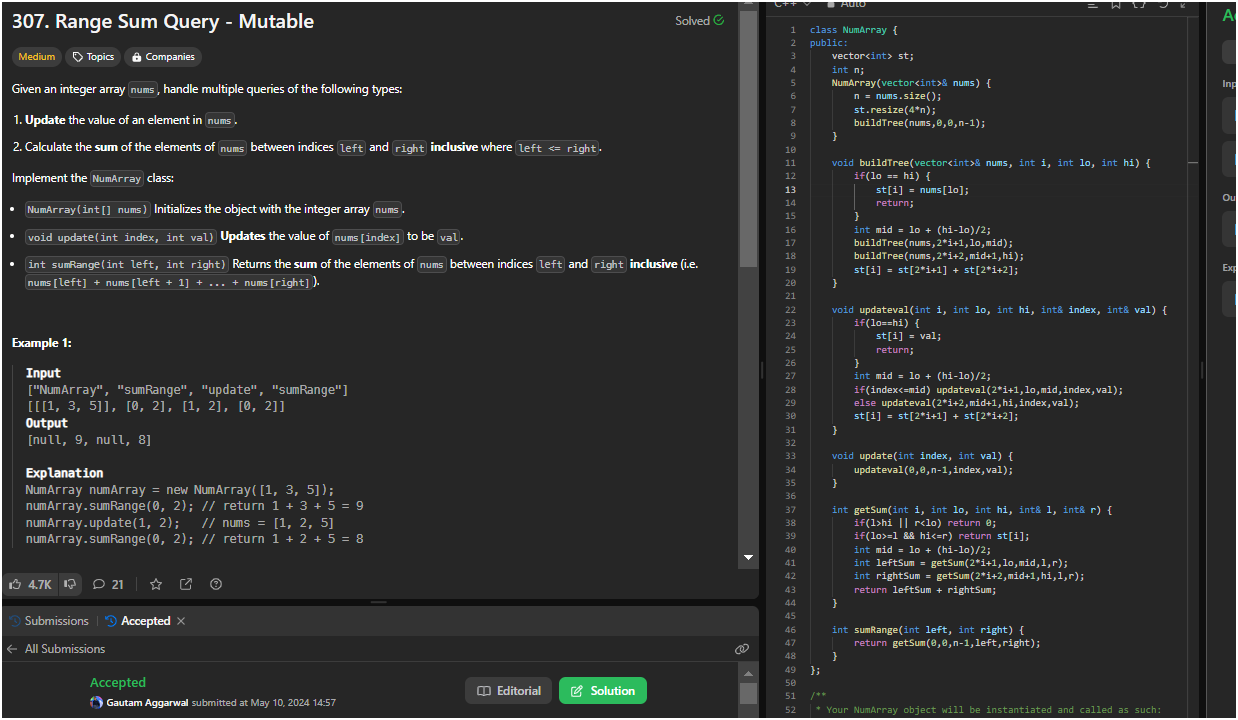 307. Range Sum Query - Mutable
Solved
Medium
Topics
Companies
Given an integer array nums, handle multiple queries of the following types:
1. Update the value of an element in nums.
2. Calculate the sum of the elements of nums between indices left and right inclusive where left <= right.
Implement the NumArray class:
• NumArray(int[] nums) Initializes the object with the integer array nums.
• void update(int index, int val) Updates the value of nums[index] to be val.
• int sumRange(int left, int right) Returns the sum of the elements of nums between indices left and right inclusive (i.e.
nums[left] + nums[left + 1] + ... + nums[right]).
Example 1:
Input
["NumArray", "sumRange", "update", "sumRange"]
[[[1, 3, 5]], [0, 2], [1, 2], [0, 2]]
Output
[null, 9, null, 8]
Explanation
NumArray numArray = new NumArray([1, 3, 5]);
numArray.sumRange(0, 2); // return 1 + 3 + 5 = 9
numArray.update(1, 2);   // nums = [1, 2, 5]
numArray.sumRange(0, 2); // return 1 + 2 + 5 = 8
4.7K
21
Submissions
Accepted
All Submissions
Accepted
Gautam Aggarwal submitted at May 10, 2024 14:57
Editorial
Solution
C++
Auto
1 class NumArray {
2 public:
3     vector<int> st;
4     int n;
5     NumArray(vector<int>& nums) {
6         n = nums.size();
7         st.resize(4*n);
8         buildTree(nums,0,0,n-1);
9     }
10
11     void buildTree(vector<int>& nums, int i, int lo, int hi) {
12         if(lo == hi) {
13             st[i] = nums[lo];
14             return;
15         }
16         int mid = lo + (hi-lo)/2;
17         buildTree(nums,2*i+1,lo,mid);
18         buildTree(nums,2*i+2,mid+1,hi);
19         st[i] = st[2*i+1] + st[2*i+2];
20     }
21
22     void updateval(int i, int lo, int hi, int& index, int& val) {
23         if(lo==hi) {
24             st[i] = val;
25             return;
26         }
27         int mid = lo + (hi-lo)/2;
28         if(index<=mid) updateval(2*i+1,lo,mid,index,val);
29         else updateval(2*i+2,mid+1,hi,index,val);
30         st[i] = st[2*i+1] + st[2*i+2];
31     }
32
33     void update(int index, int val) {
34         updateval(0,0,n-1,index,val);
35     }
36
37     int getSum(int i, int lo, int hi, int& l, int& r) {
38         if(l>hi || r<lo) return 0;
39         if(lo>=l && hi<=r) return st[i];
40         int mid = lo + (hi-lo)/2;
41         int leftSum = getSum(2*i+1,lo,mid,l,r);
42         int rightSum = getSum(2*i+2,mid+1,hi,l,r);
43         return leftSum + rightSum;
44     }
45
46     int sumRange(int left, int right) {
47         return getSum(0,0,n-1,left,right);
48     }
49 };
50
51 /**
52  * Your NumArray object will be instantiated and called as such: